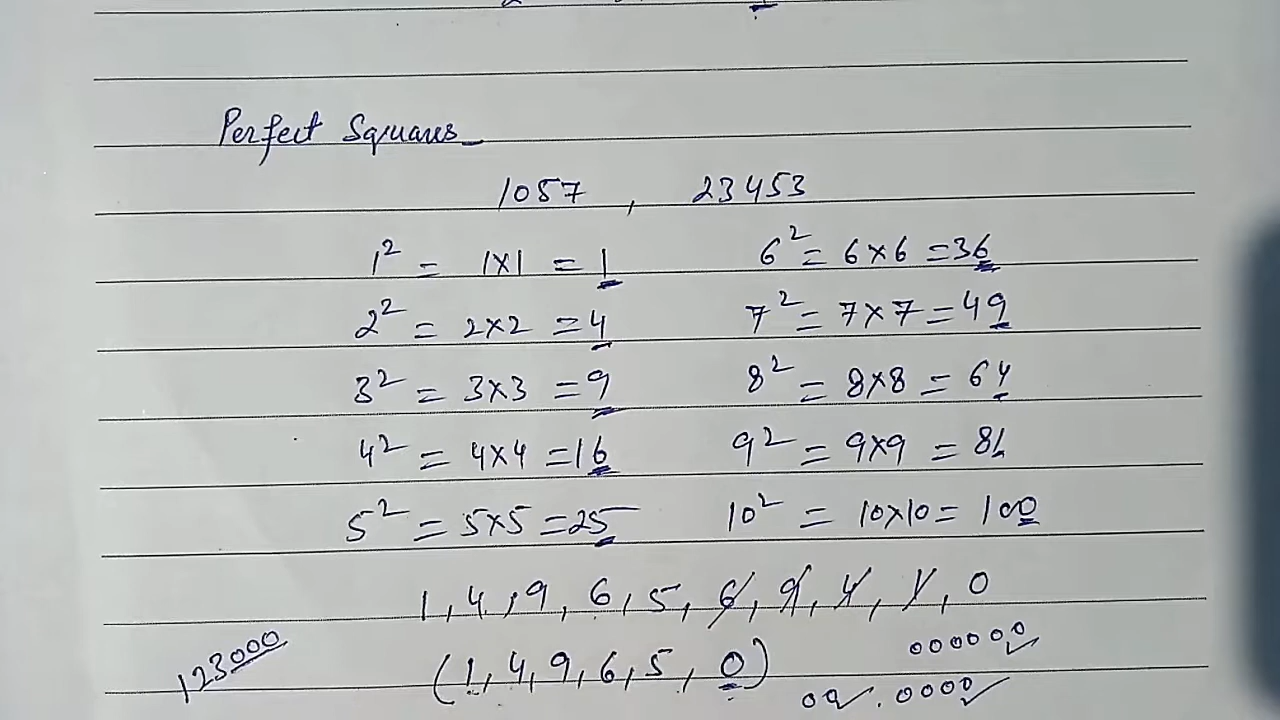 Perfect Squares
1057 , 23453
1² = 1×1 = 1 6² = 6×6 = 36
2² = 2×2 = 4 7² = 7×7 = 49
3² = 3×3 = 9 8² = 8×8 = 64
4² = 4×4 = 16 9² = 9×9 = 81
5² = 5×5 = 25 10² = 10×10 = 100
1, 4, 9, 6, 5, 6, 9, 4, 1, 0
123000 (1, 4, 9, 6, 5, 0) 000000 ✓
00 ✓ . 0000 ✓